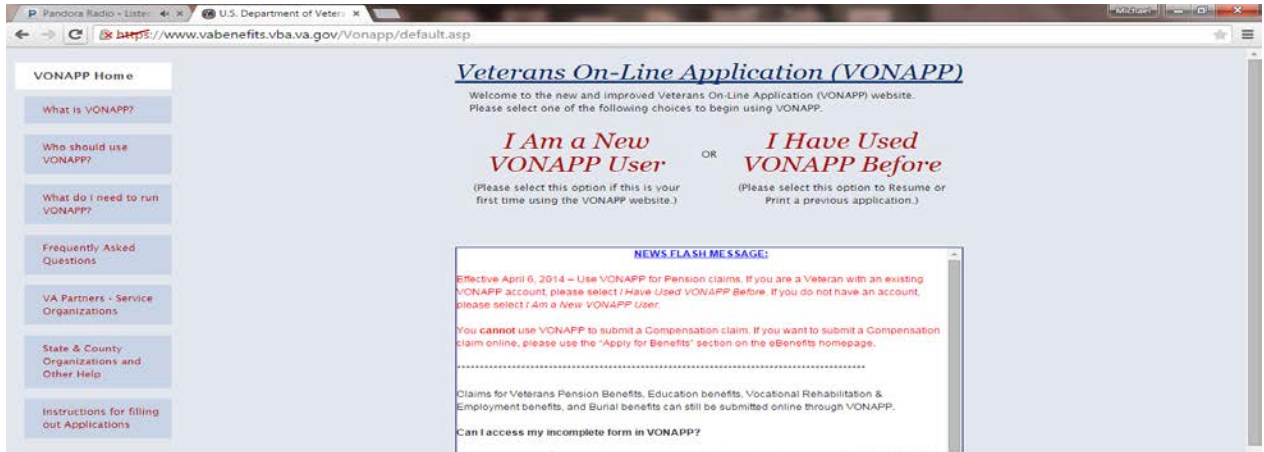 Pandora Radio - Lister
U.S. Department of Vetera
Michael
https://www.vabenefits.vba.va.gov/Vonapp/default.asp
VONAPP Home
What is VONAPP?
Who should use
VONAPP?
What do I need to run
VONAPP?
Frequently Asked
Questions
VA Partners - Service
Organizations
State & County
Organizations and
Other Help
Instructions for filling
out Applications
Veterans On-Line Application (VONAPP)
Welcome to the new and improved Veterans On-Line Application (VONAPP) website.
Please select one of the following choices to begin using VONAPP.
I Am a New
VONAPP User
(Please select this option if this is your
first time using the VONAPP website.)
OR
I Have Used
VONAPP Before
(Please select this option to Resume or
Print a previous application.)
NEWS FLASH MESSAGE:
Effective April 6, 2014 – Use VONAPP for Pension claims. If you are a Veteran with an existing
VONAPP account, please select I Have Used VONAPP Before. If you do not have an account,
please select I Am a New VONAPP User.
You cannot use VONAPP to submit a Compensation claim. If you want to submit a Compensation
claim online, please use the "Apply for Benefits" section on the eBenefits homepage.
Claims for Veterans Pension Benefits, Education benefits, Vocational Rehabilitation &
Employment benefits, and Burial benefits can still be submitted online through VONAPP.
Can I access my incomplete form in VONAPP?